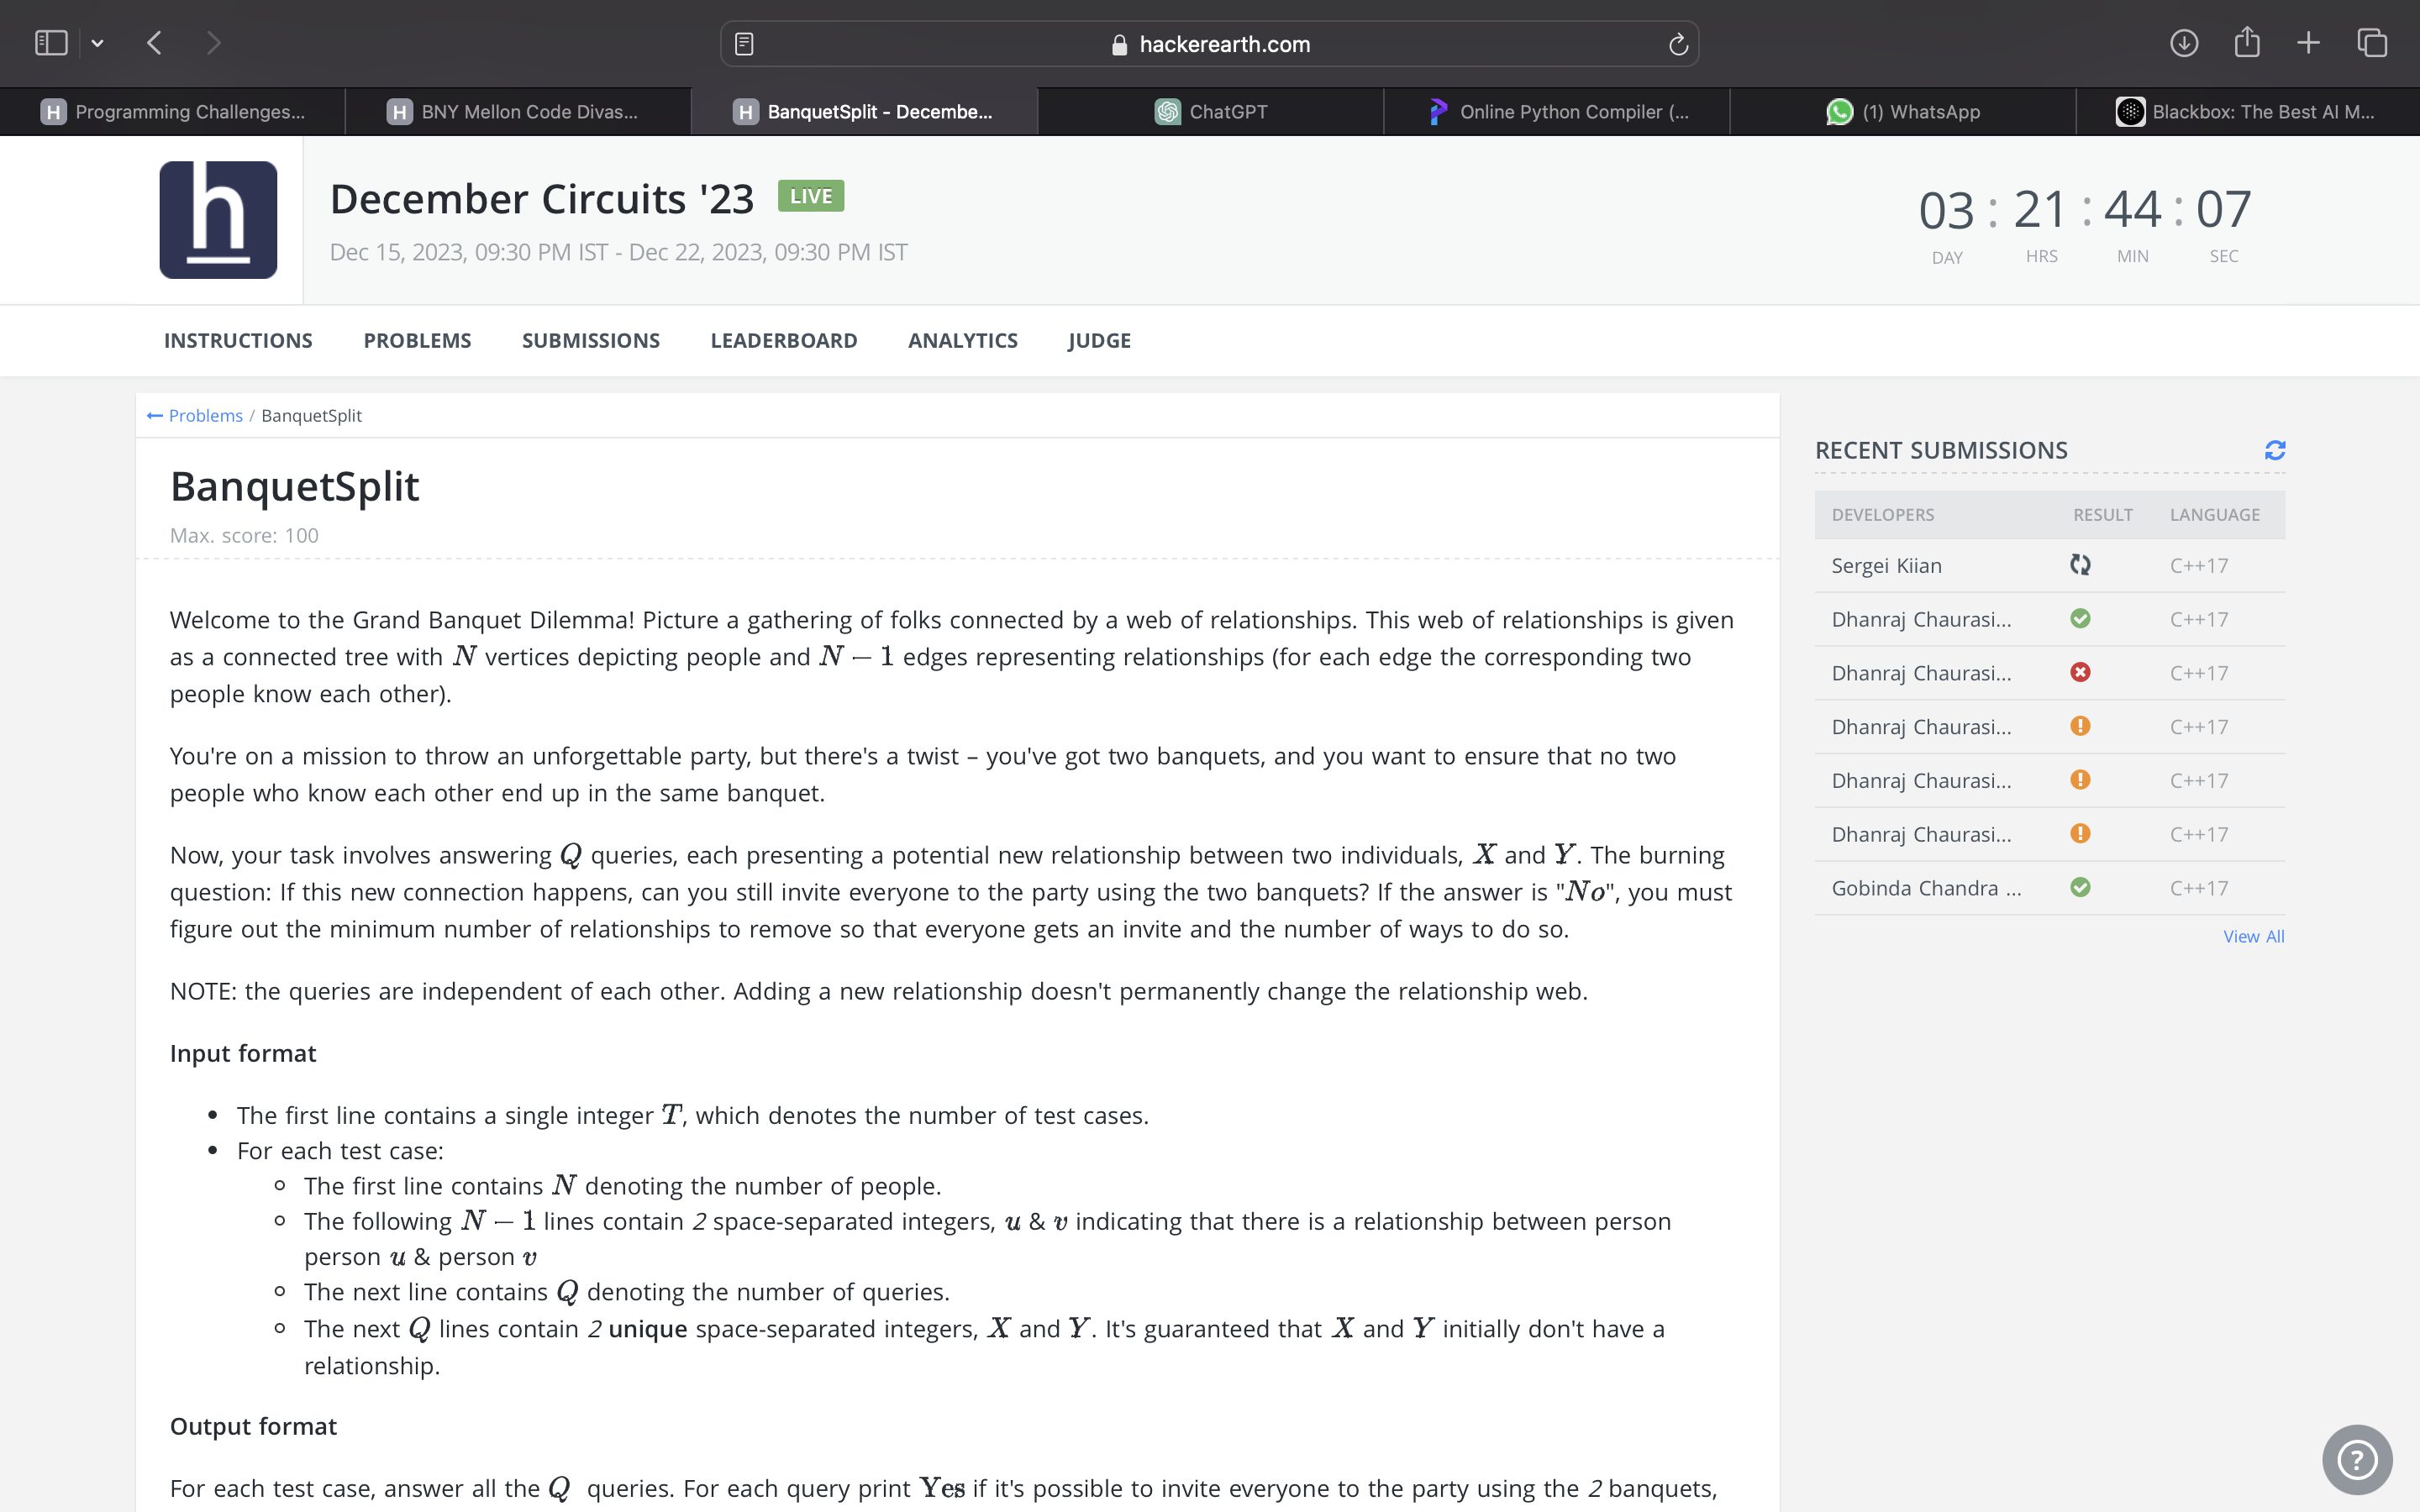 hackerearth.com
Programming Challenges...
BNY Mellon Code Divas...
BanquetSplit - Decembe...
ChatGPT
Online Python Compiler (...
(1) WhatsApp
Blackbox: The Best AI M...
December Circuits '23 LIVE
Dec 15, 2023, 09:30 PM IST - Dec 22, 2023, 09:30 PM IST
03 : 21 : 44 : 07
DAY HRS MIN SEC
INSTRUCTIONS PROBLEMS SUBMISSIONS LEADERBOARD ANALYTICS JUDGE
← Problems / BanquetSplit
BanquetSplit
Max. score: 100
Welcome to the Grand Banquet Dilemma! Picture a gathering of folks connected by a web of relationships. This web of relationships is given
as a connected tree with N vertices depicting people and N − 1 edges representing relationships (for each edge the corresponding two
people know each other).
You're on a mission to throw an unforgettable party, but there's a twist – you've got two banquets, and you want to ensure that no two
people who know each other end up in the same banquet.
Now, your task involves answering Q queries, each presenting a potential new relationship between two individuals, X and Y. The burning
question: If this new connection happens, can you still invite everyone to the party using the two banquets? If the answer is "No", you must
figure out the minimum number of relationships to remove so that everyone gets an invite and the number of ways to do so.
NOTE: the queries are independent of each other. Adding a new relationship doesn't permanently change the relationship web.
Input format
• The first line contains a single integer T, which denotes the number of test cases.
• For each test case:
◦ The first line contains N denoting the number of people.
◦ The following N − 1 lines contain 2 space-separated integers, u & v indicating that there is a relationship between person
person u & person v
◦ The next line contains Q denoting the number of queries.
◦ The next Q lines contain 2 unique space-separated integers, X and Y. It's guaranteed that X and Y initially don't have a
relationship.
Output format
For each test case, answer all the Q queries. For each query print Yes if it's possible to invite everyone to the party using the 2 banquets,
RECENT SUBMISSIONS
DEVELOPERS RESULT LANGUAGE
Sergei Kiian C++17
Dhanraj Chaurasi... C++17
Dhanraj Chaurasi... C++17
Dhanraj Chaurasi... C++17
Dhanraj Chaurasi... C++17
Dhanraj Chaurasi... C++17
Gobinda Chandra ... C++17
View All